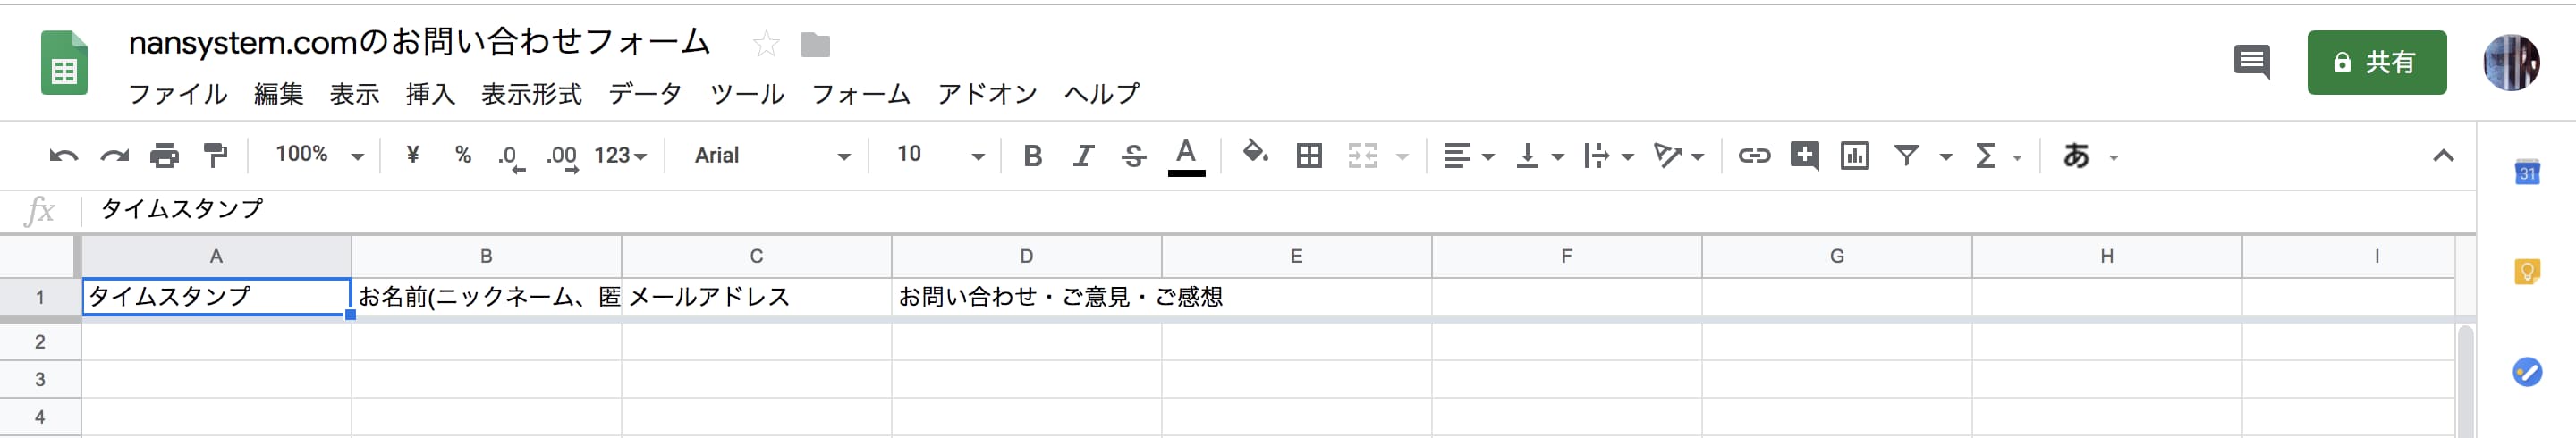 nansystem.comのお問い合わせフォーム
ファイル 編集 表示 挿入 表示形式 データ ツール フォーム アドオン ヘルプ
共有
100% ¥ % .0 .00 123 Arial 10 B I S A Σ あ
31
fx タイムスタンプ
A B C D E F G H I
1 タイムスタンプ お名前(ニックネーム、匿 メールアドレス お問い合わせ・ご意見・ご感想
2
3
4